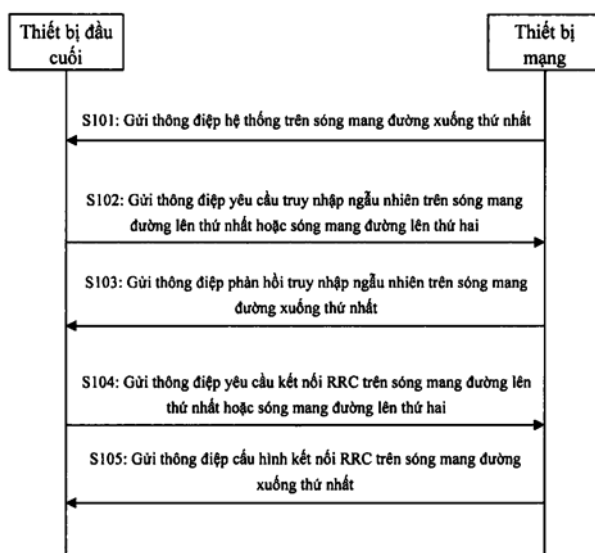 Thiết bị đầu
cuối
Thiết bị
mạng
S101: Gửi thông điệp hệ thống trên sóng mang đường xuống thứ nhất
S102: Gửi thông điệp yêu cầu truy nhập ngẫu nhiên trên sóng mang
đường lên thứ nhất hoặc sóng mang đường lên thứ hai
S103: Gửi thông điệp phản hồi truy nhập ngẫu nhiên trên sóng mang
đường xuống thứ nhất
S104: Gửi thông điệp yêu cầu kết nối RRC trên sóng mang đường lên
thứ nhất hoặc sóng mang đường lên thứ hai
S105: Gửi thông điệp cấu hình kết nối RRC trên sóng mang đường
xuống thứ nhất